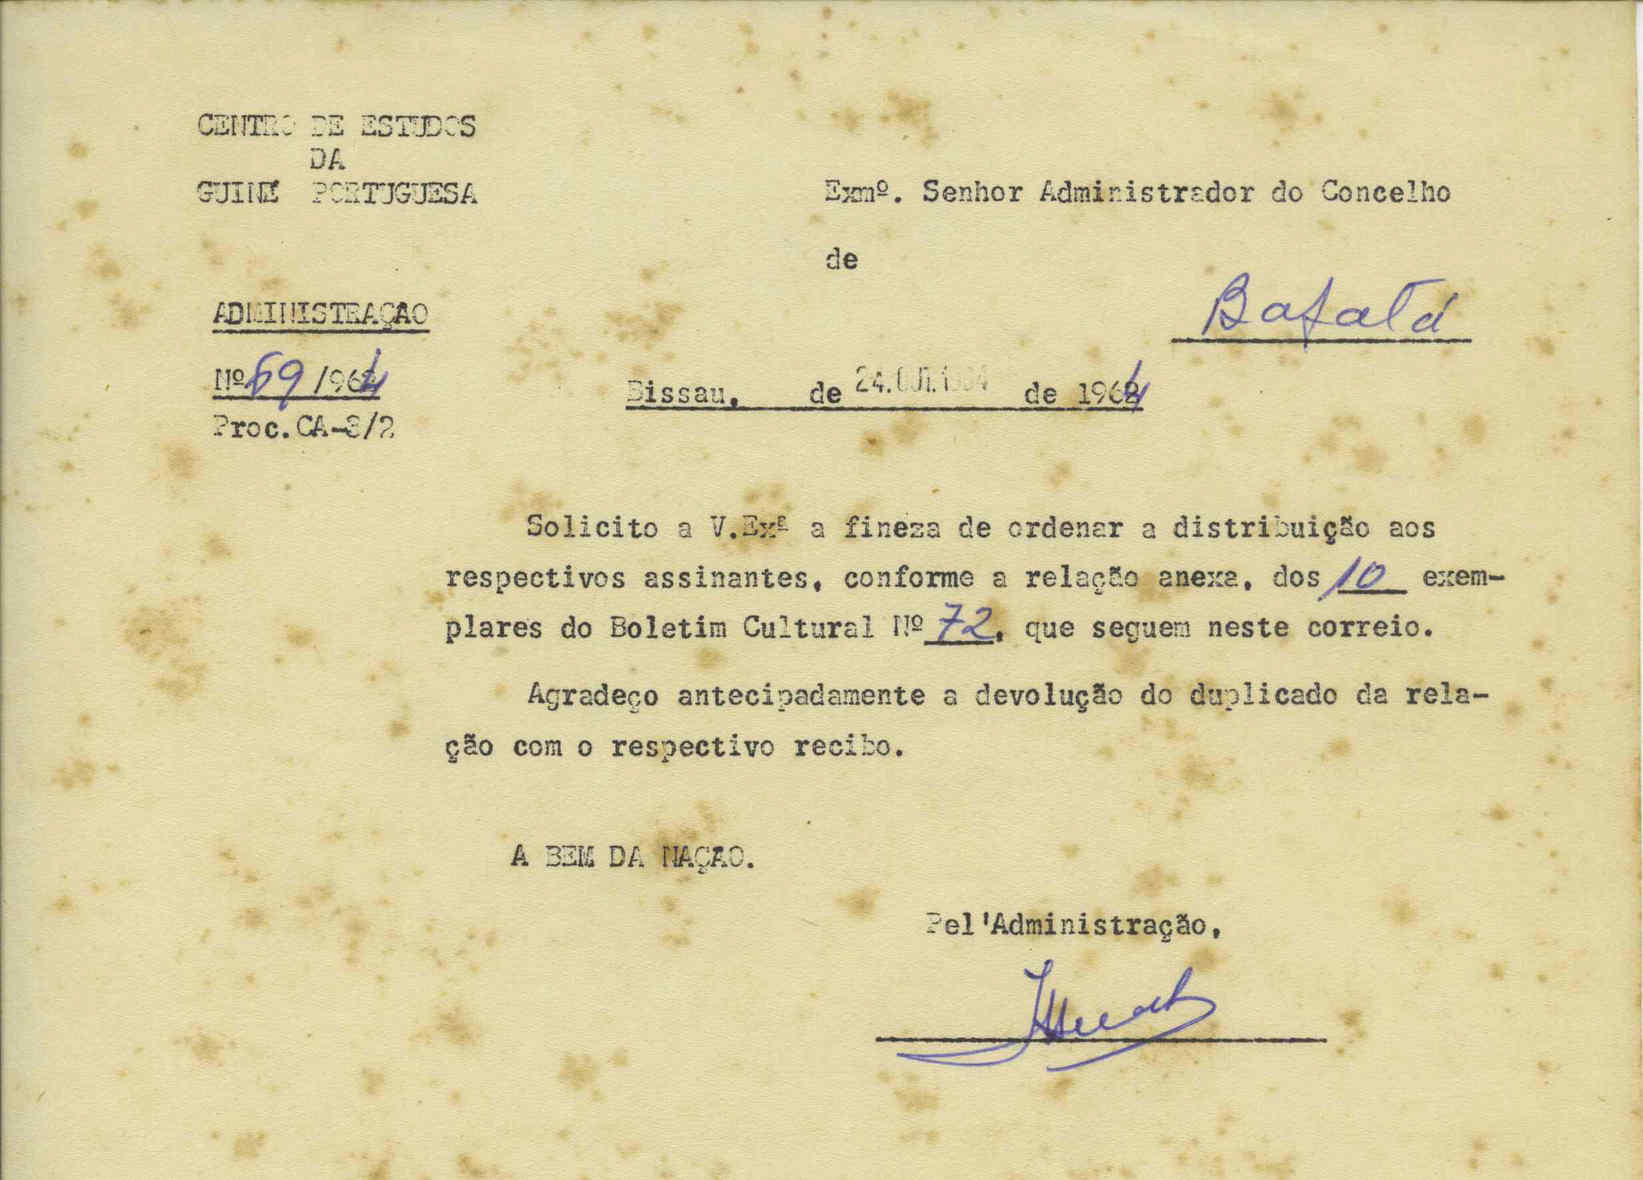 CENTRO DE ESTUDOS
DA
GUINÉ PORTUGUESA
Exmº. Senhor Administrador do Concelho
de
Bafatá
ADMINISTRAÇÃO
Nº 69/964
Proc.CA-3/2
Bissau, de 24.OUT.1964 de 1964
Solicito a V.Exª a fineza de ordenar a distribuição aos
respectivos assinantes, conforme a relação anexa, dos 10 exem-
plares do Boletim Cultural Nº 72, que seguem neste correio.
Agradeço antecipadamente a devolução do duplicado da rela-
ção com o respectivo recibo.
A BEM DA NAÇÃO.
Pel'Administração,